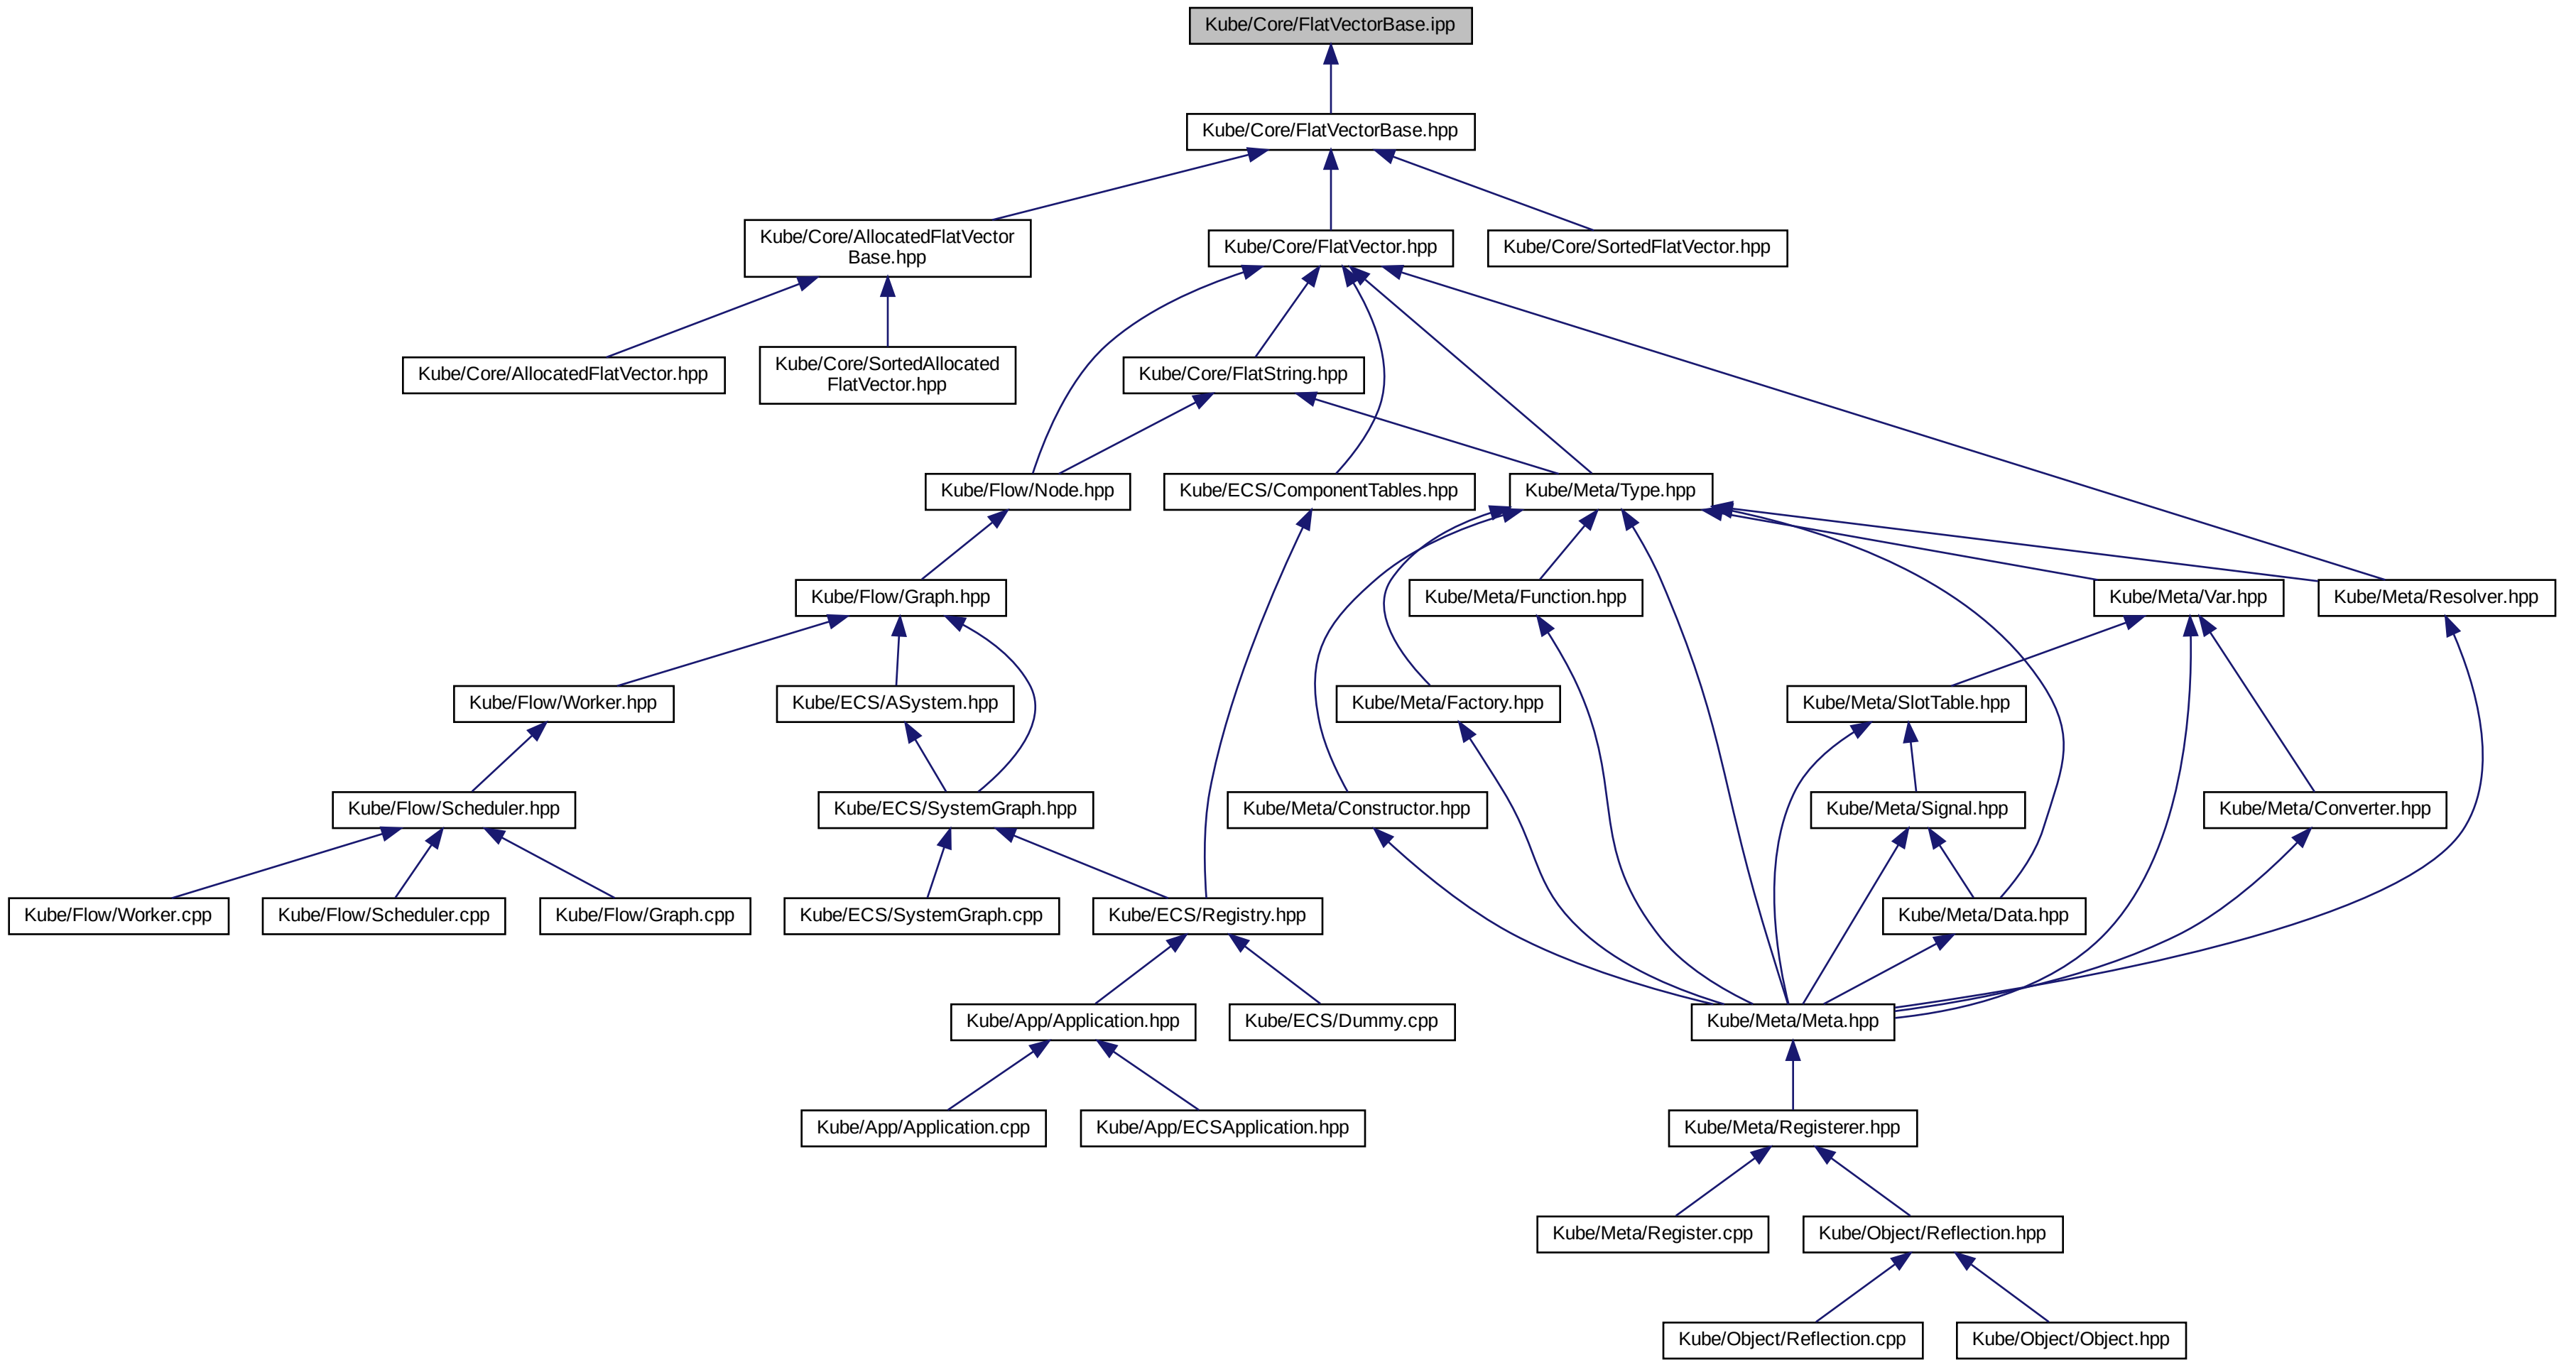 Kube/Core/FlatVectorBase.ipp
Kube/Core/FlatVectorBase.hpp
Kube/Core/AllocatedFlatVector
Base.hpp
Kube/Core/FlatVector.hpp
Kube/Core/SortedFlatVector.hpp
Kube/Core/AllocatedFlatVector.hpp
Kube/Core/SortedAllocated
FlatVector.hpp
Kube/Core/FlatString.hpp
Kube/Flow/Node.hpp
Kube/ECS/ComponentTables.hpp
Kube/Meta/Type.hpp
Kube/Flow/Graph.hpp
Kube/Meta/Function.hpp
Kube/Meta/Var.hpp
Kube/Meta/Resolver.hpp
Kube/Flow/Worker.hpp
Kube/ECS/ASystem.hpp
Kube/Meta/Factory.hpp
Kube/Meta/SlotTable.hpp
Kube/Flow/Scheduler.hpp
Kube/ECS/SystemGraph.hpp
Kube/Meta/Constructor.hpp
Kube/Meta/Signal.hpp
Kube/Meta/Converter.hpp
Kube/Flow/Worker.cpp
Kube/Flow/Scheduler.cpp
Kube/Flow/Graph.cpp
Kube/ECS/SystemGraph.cpp
Kube/ECS/Registry.hpp
Kube/Meta/Data.hpp
Kube/App/Application.hpp
Kube/ECS/Dummy.cpp
Kube/Meta/Meta.hpp
Kube/App/Application.cpp
Kube/App/ECSApplication.hpp
Kube/Meta/Registerer.hpp
Kube/Meta/Register.cpp
Kube/Object/Reflection.hpp
Kube/Object/Reflection.cpp
Kube/Object/Object.hpp